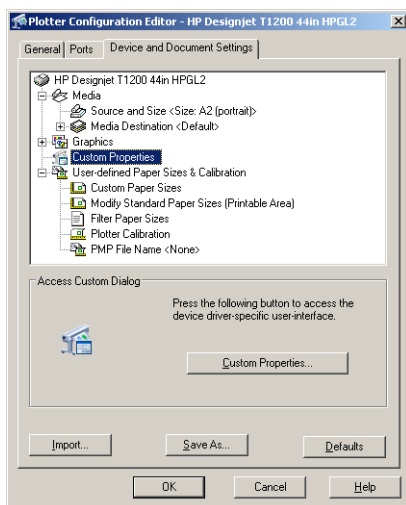 Plotter Configuration Editor - HP Designjet T1200 44in HPGL2
General Ports Device and Document Settings
HP Designjet T1200 44in HPGL2
Media
Source and Size <Size: A2 (portrait)>
Media Destination <Default>
Graphics
Custom Properties
User-defined Paper Sizes & Calibration
Custom Paper Sizes
Modify Standard Paper Sizes (Printable Area)
Filter Paper Sizes
Plotter Calibration
PMP File Name <None>
Access Custom Dialog
Press the following button to access the
device driver-specific user-interface.
Custom Properties...
Import... Save As... Defaults
OK Cancel Help